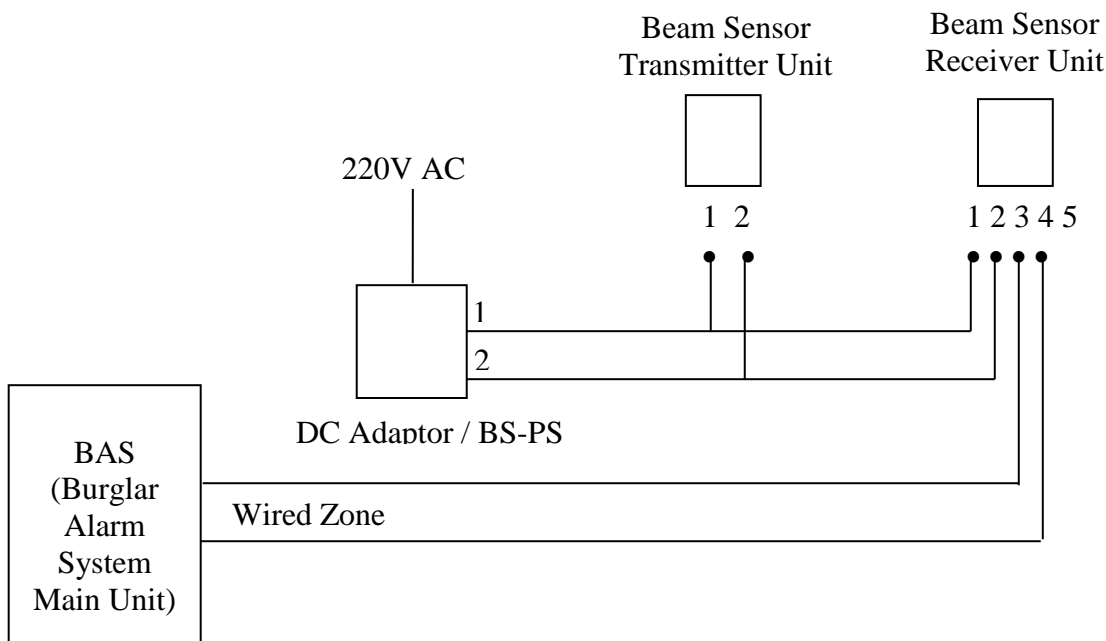 Beam Sensor
Transmitter Unit
Beam Sensor
Receiver Unit
220V AC
1 2
1 2 3 4 5
1
2
DC Adaptor / BS-PS
BAS
(Burglar
Alarm
System
Main Unit)
Wired Zone